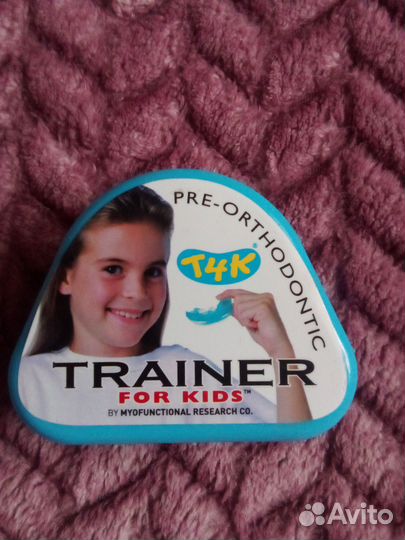 PRE-ORTHODONTIC
T4K®
TRAINER
FOR KIDS™
BY MYOFUNCTIONAL RESEARCH CO.
Avito